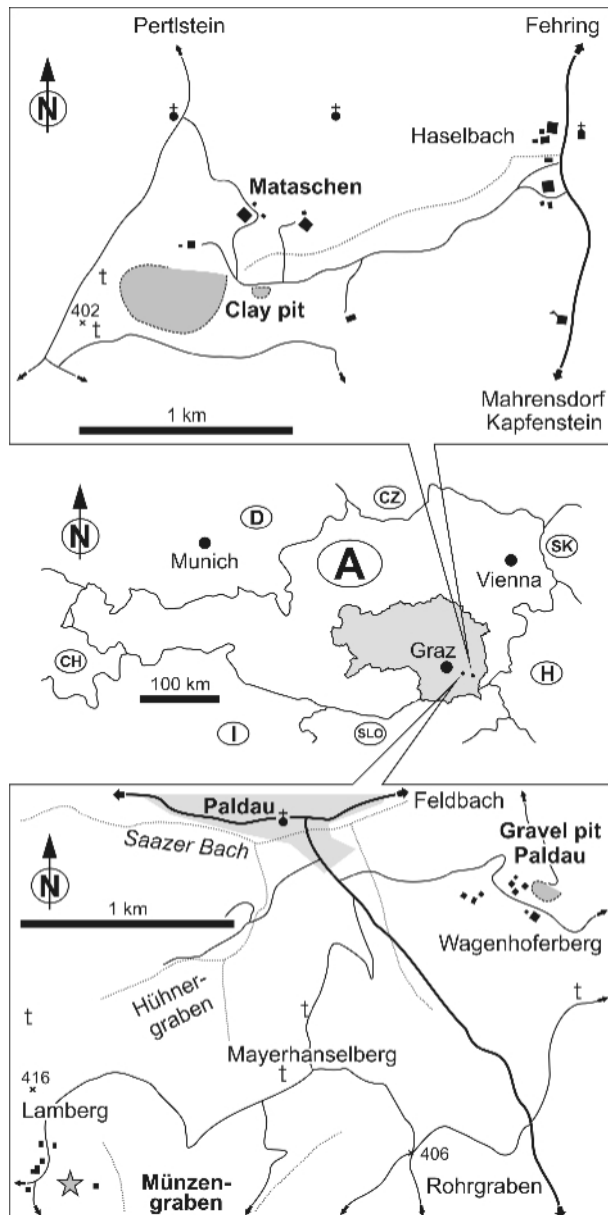 Pertlstein
Fehring
N
Haselbach
Mataschen
t
402
t
Clay pit
1 km
Mahrensdorf
Kapfenstein
N
D
CZ
Munich
A
SK
Vienna
Graz
CH
H
100 km
I
SLO
Paldau
Feldbach
Saazer Bach
Gravel pit
Paldau
N
1 km
Wagenhoferberg
Hühner-
graben
t
t
t
Mayerhanselberg
t
416
Lamberg
406
Münzen-
graben
Rohrgraben